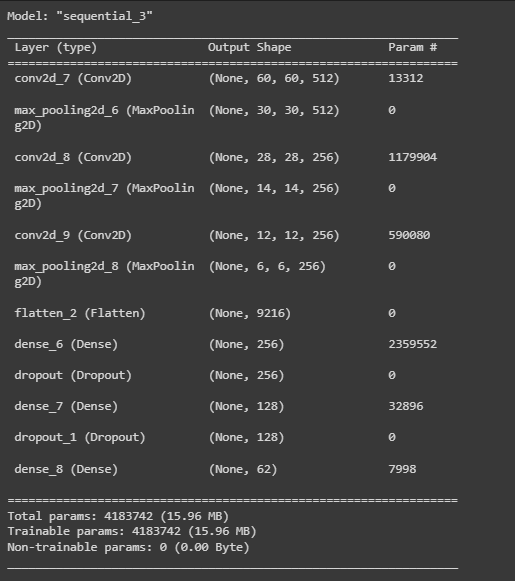 Model: "sequential_3"
Layer (type) Output Shape Param #
conv2d_7 (Conv2D) (None, 60, 60, 512) 13312
max_pooling2d_6 (MaxPoolin (None, 30, 30, 512) 0
g2D)
conv2d_8 (Conv2D) (None, 28, 28, 256) 1179904
max_pooling2d_7 (MaxPoolin (None, 14, 14, 256) 0
g2D)
conv2d_9 (Conv2D) (None, 12, 12, 256) 590080
max_pooling2d_8 (MaxPoolin (None, 6, 6, 256) 0
g2D)
flatten_2 (Flatten) (None, 9216) 0
dense_6 (Dense) (None, 256) 2359552
dropout (Dropout) (None, 256) 0
dense_7 (Dense) (None, 128) 32896
dropout_1 (Dropout) (None, 128) 0
dense_8 (Dense) (None, 62) 7998
Total params: 4183742 (15.96 MB)
Trainable params: 4183742 (15.96 MB)
Non-trainable params: 0 (0.00 Byte)